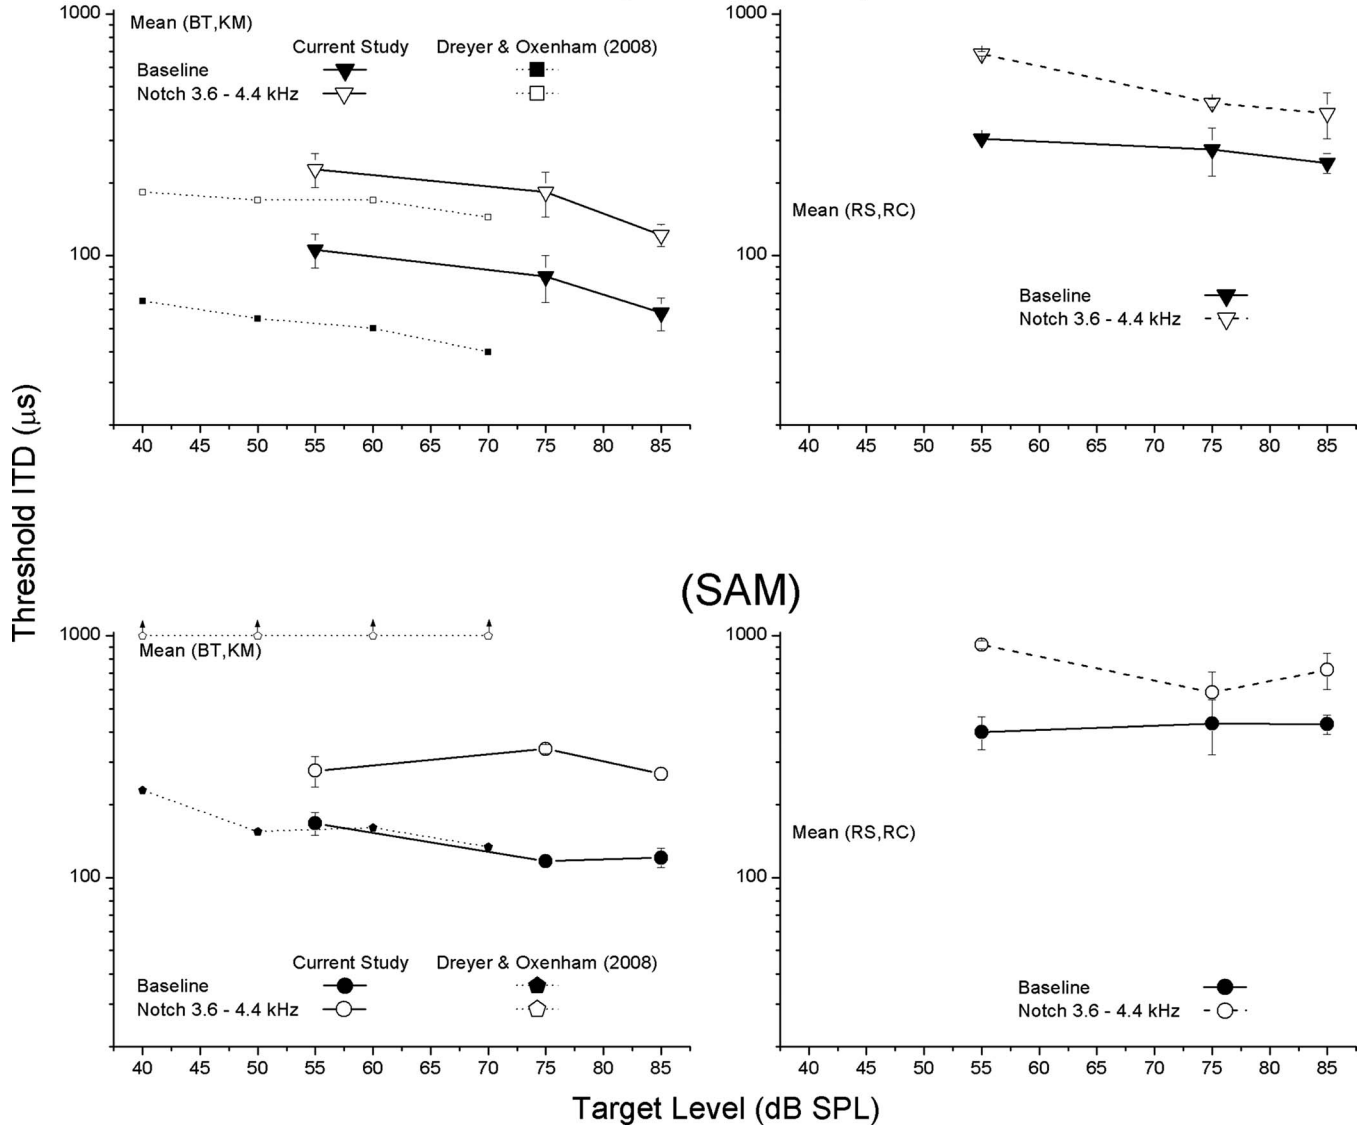 1000
Mean (BT,KM)
Current Study Dreyer & Oxenham (2008)
Baseline
Notch 3.6 - 4.4 kHz
100
40 45 50 55 60 65 70 75 80 85
1000
Mean (RS,RC)
100
Baseline
Notch 3.6 - 4.4 kHz
40 45 50 55 60 65 70 75 80 85
Threshold ITD (μs)
(SAM)
1000
Mean (BT,KM)
100
Current Study Dreyer & Oxenham (2008)
Baseline
Notch 3.6 - 4.4 kHz
40 45 50 55 60 65 70 75 80 85
1000
Mean (RS,RC)
100
Baseline
Notch 3.6 - 4.4 kHz
40 45 50 55 60 65 70 75 80 85
Target Level (dB SPL)